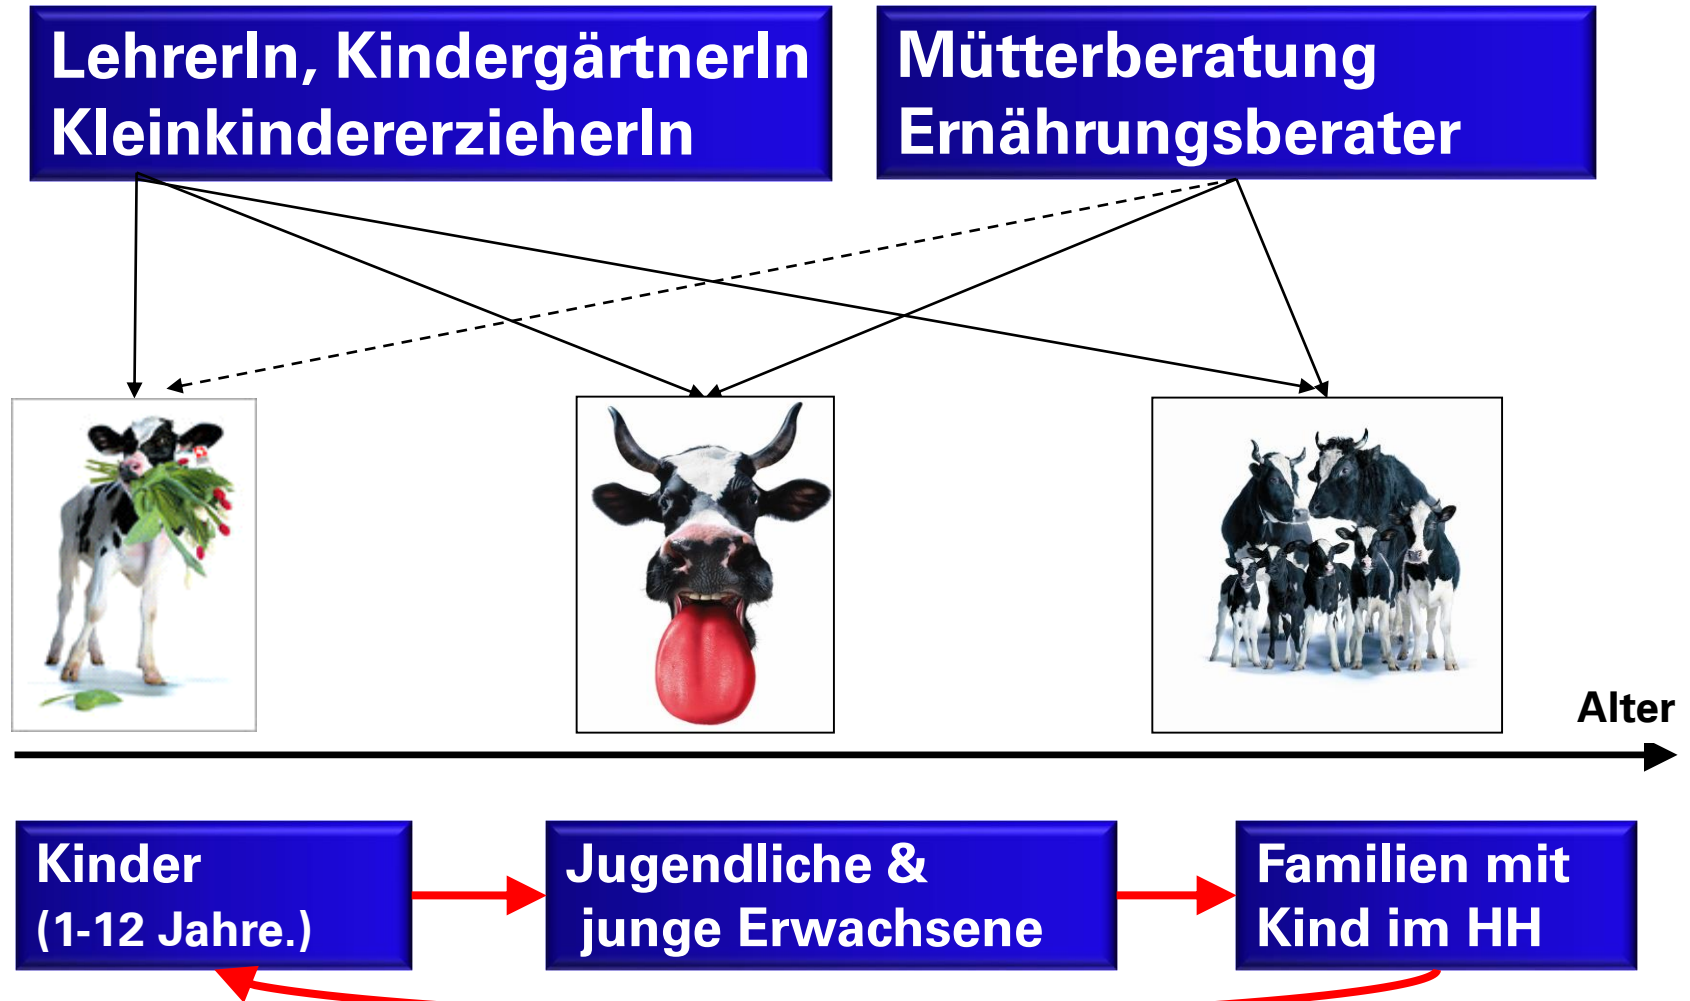 LehrerIn, KindergärtnerIn
KleinkindererzieherIn
Mütterberatung
Ernährungsberater
Alter
Kinder
(1-12 Jahre.)
Jugendliche &
junge Erwachsene
Familien mit
Kind im HH